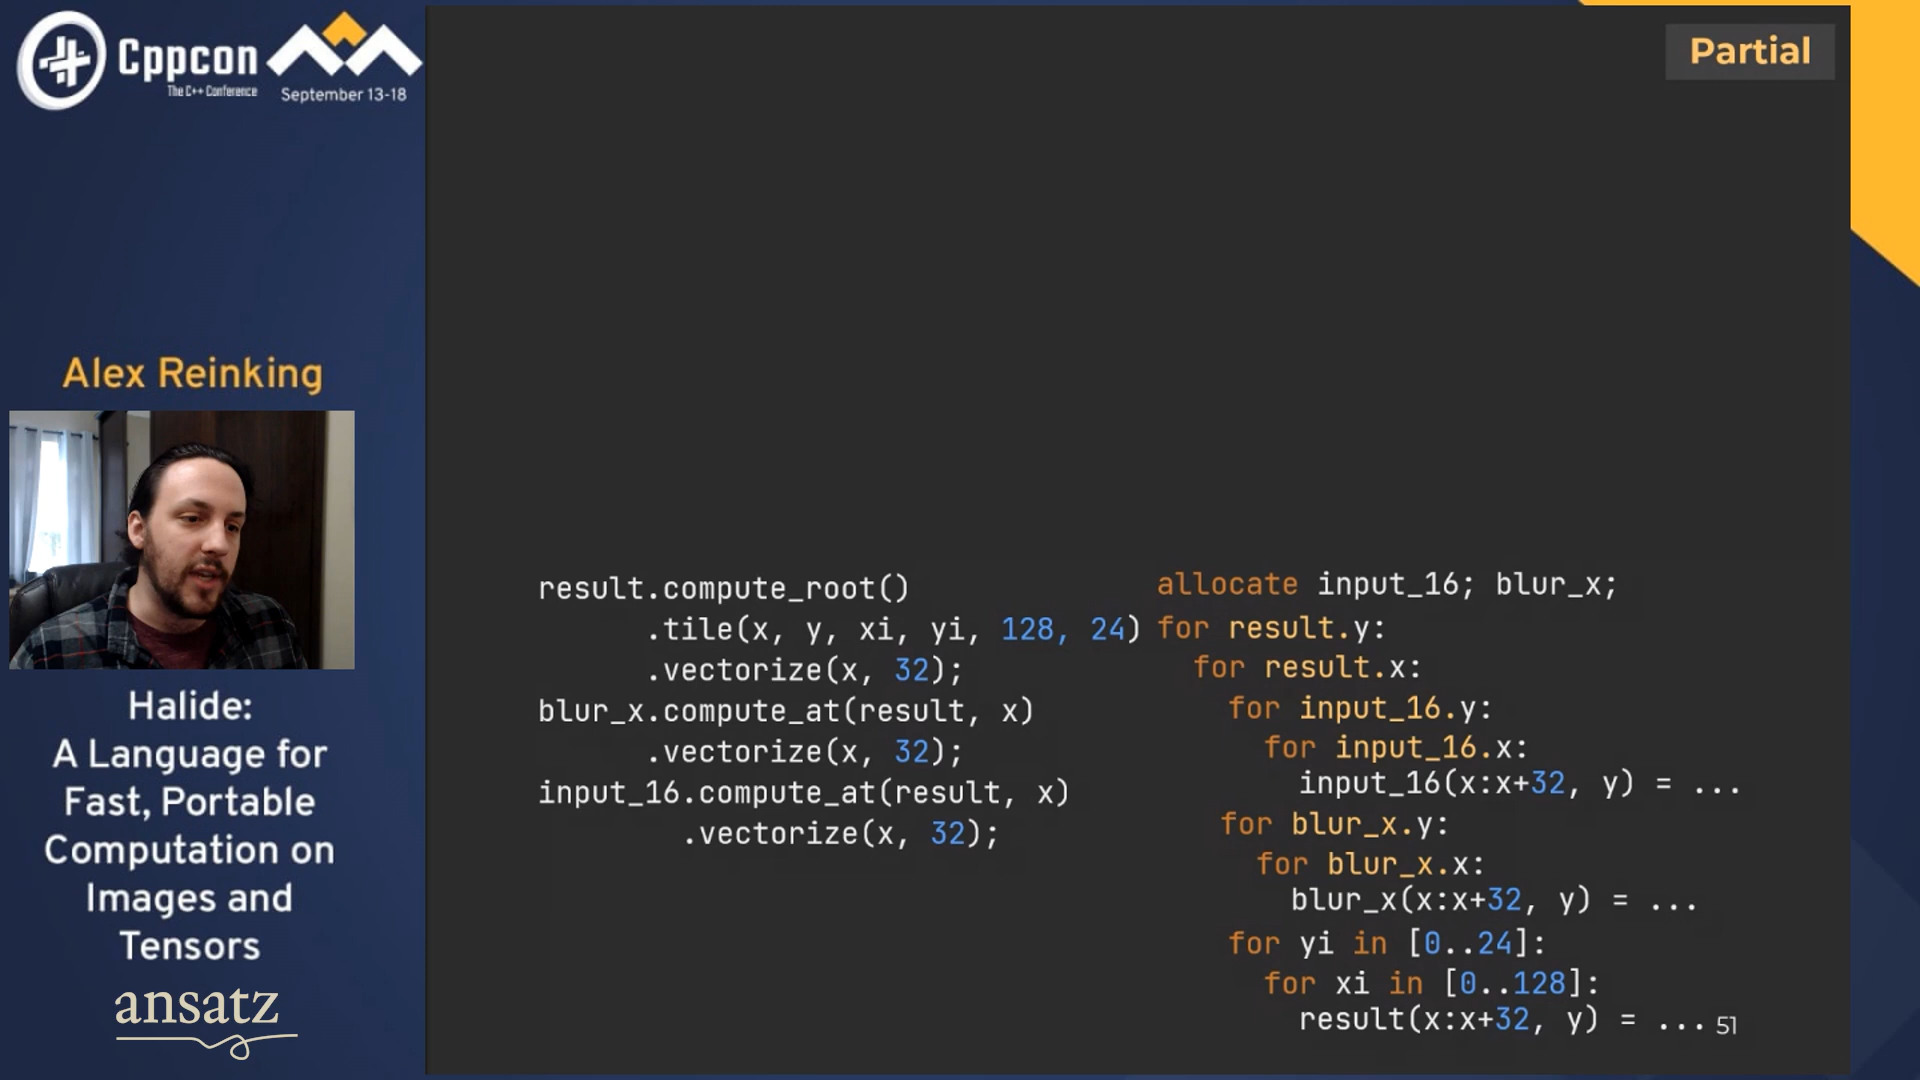 Cppcon
The C++ Conference
September 13-18
Partial
Alex Reinking
Halide:
A Language for
Fast, Portable
Computation on
Images and
Tensors
ansatz
result.compute_root()
.tile(x, y, xi, yi, 128, 24)
.vectorize(x, 32);
blur_x.compute_at(result, x)
.vectorize(x, 32);
input_16.compute_at(result, x)
.vectorize(x, 32);
allocate input_16; blur_x;
for result.y:
for result.x:
for input_16.y:
for input_16.x:
input_16(x:x+32, y) = ...
for blur_x.y:
for blur_x.x:
blur_x(x:x+32, y) = ...
for yi in [0..24]:
for xi in [0..128]:
result(x:x+32, y) = ...
51